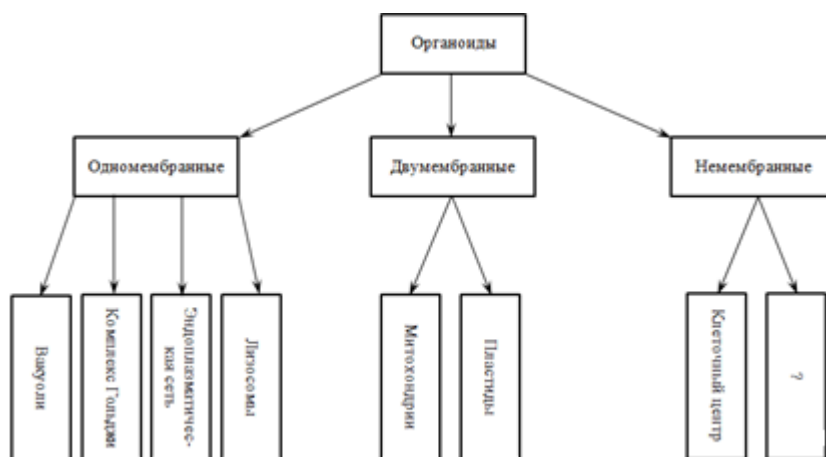 Органоиды
Одномембранные
Двумембранные
Немембранные
Вакуоли
Комплекс Гольджи
Эндоплазматичес-
кая сеть
Лизосомы
Митохондрии
Пластиды
Клеточный центр
?